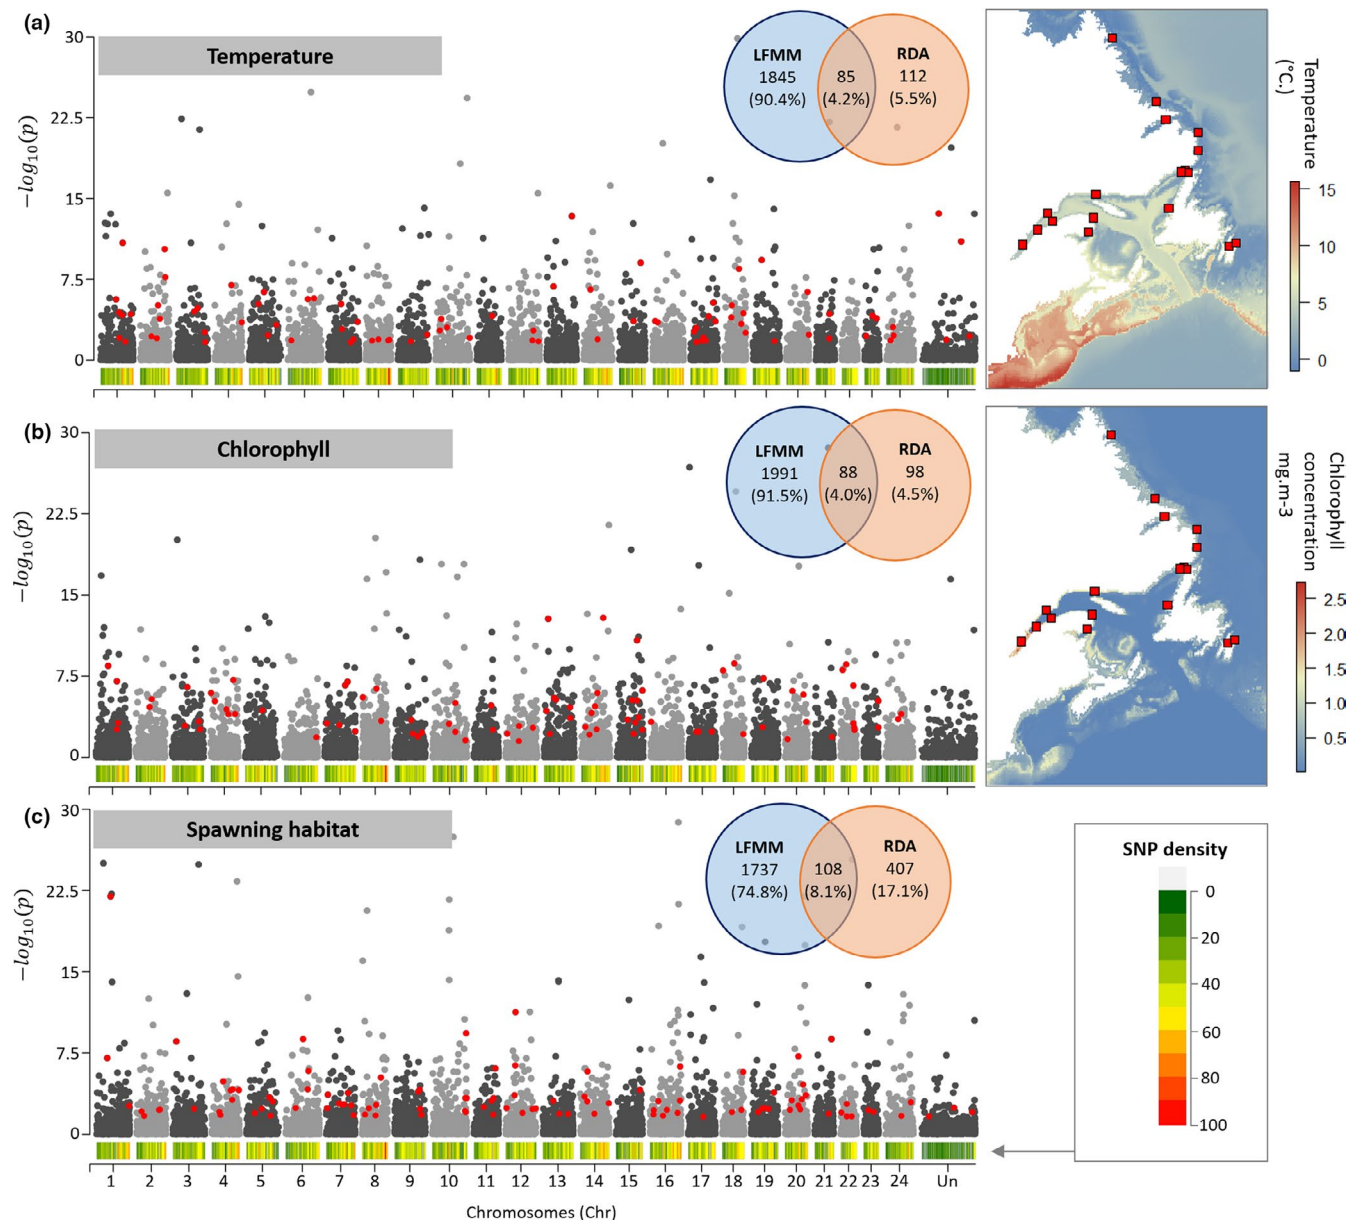 (a)
Temperature
30
22.5
15
7.5
0
−log10(p)
LFMM
1845
(90.4%)
85
(4.2%)
RDA
112
(5.5%)
Temperature
(°C.)
15
10
5
0
(b)
Chlorophyll
30
22.5
15
7.5
0
−log10(p)
LFMM
1991
(91.5%)
88
(4.0%)
RDA
98
(4.5%)
Chlorophyll
concentration
mg.m-3
2.5
2.0
1.5
1.0
0.5
(c)
Spawning habitat
30
22.5
15
7.5
0
−log10(p)
LFMM
1737
(74.8%)
108
(8.1%)
RDA
407
(17.1%)
SNP density
0
20
40
60
80
100
1 2 3 4 5 6 7 8 9 10 11 12 13 14 15 16 17 18 19 20 21 22 23 24 Un
Chromosomes (Chr)